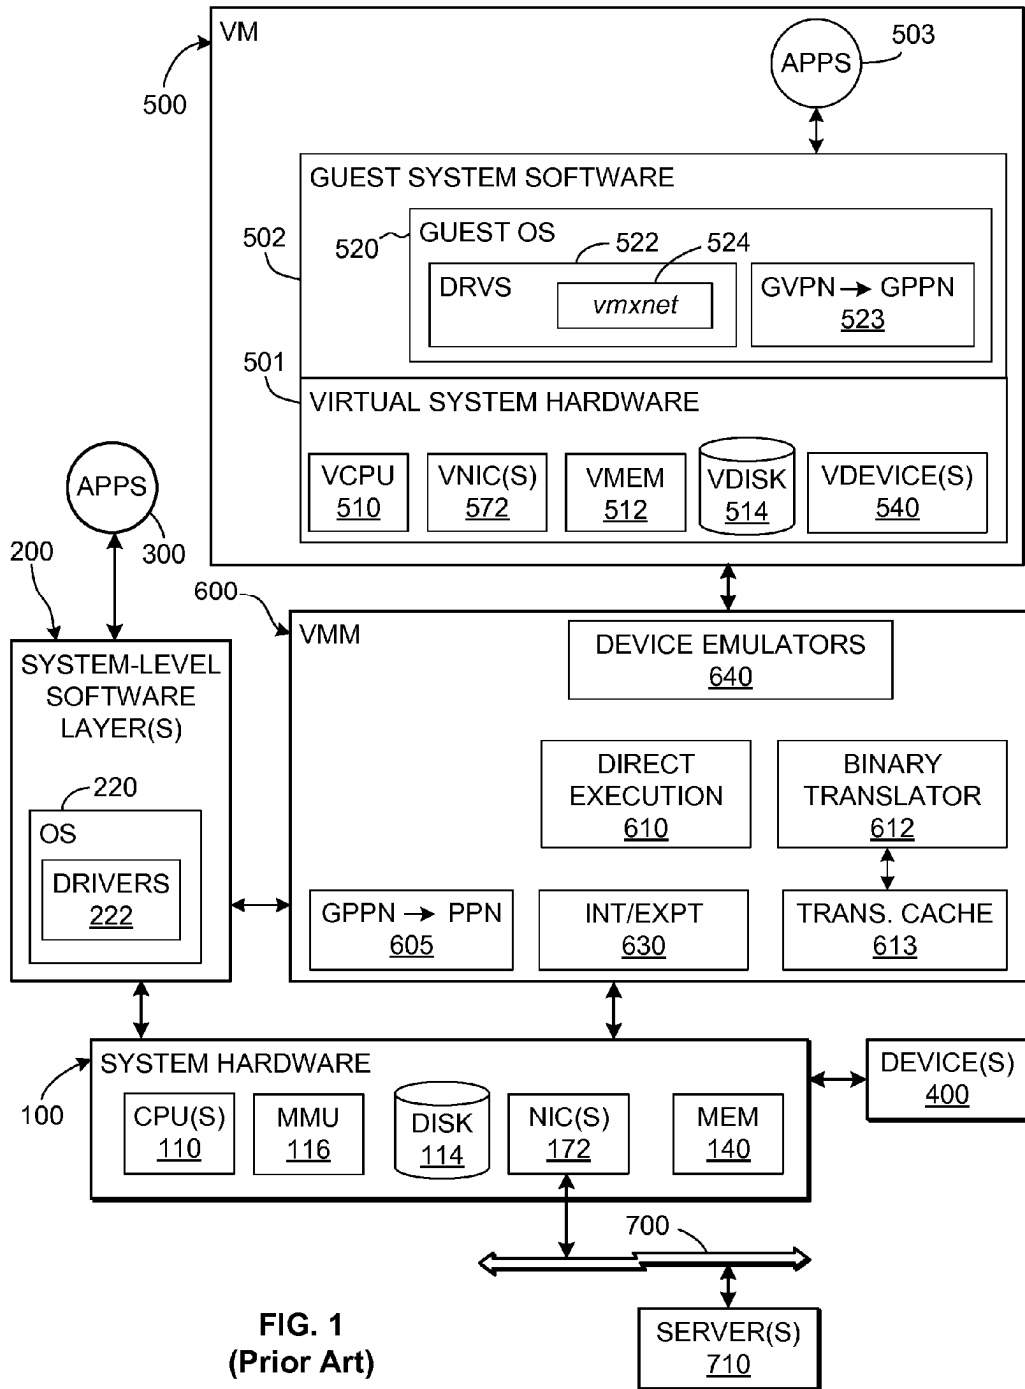 VM
500
APPS
503
GUEST SYSTEM SOFTWARE
502
520
GUEST OS
522
524
DRVS
vmxnet
GVPN → GPPN
523
501
VIRTUAL SYSTEM HARDWARE
VCPU
510
VNIC(S)
572
VMEM
512
VDISK
514
VDEVICE(S)
540
APPS
300
200
600
SYSTEM-LEVEL
SOFTWARE
LAYER(S)
220
OS
DRIVERS
222
VMM
DEVICE EMULATORS
640
DIRECT
EXECUTION
610
BINARY
TRANSLATOR
612
GPPN → PPN
605
INT/EXPT
630
TRANS. CACHE
613
100
SYSTEM HARDWARE
CPU(S)
110
MMU
116
DISK
114
NIC(S)
172
MEM
140
DEVICE(S)
400
700
SERVER(S)
710
FIG. 1
(Prior Art)